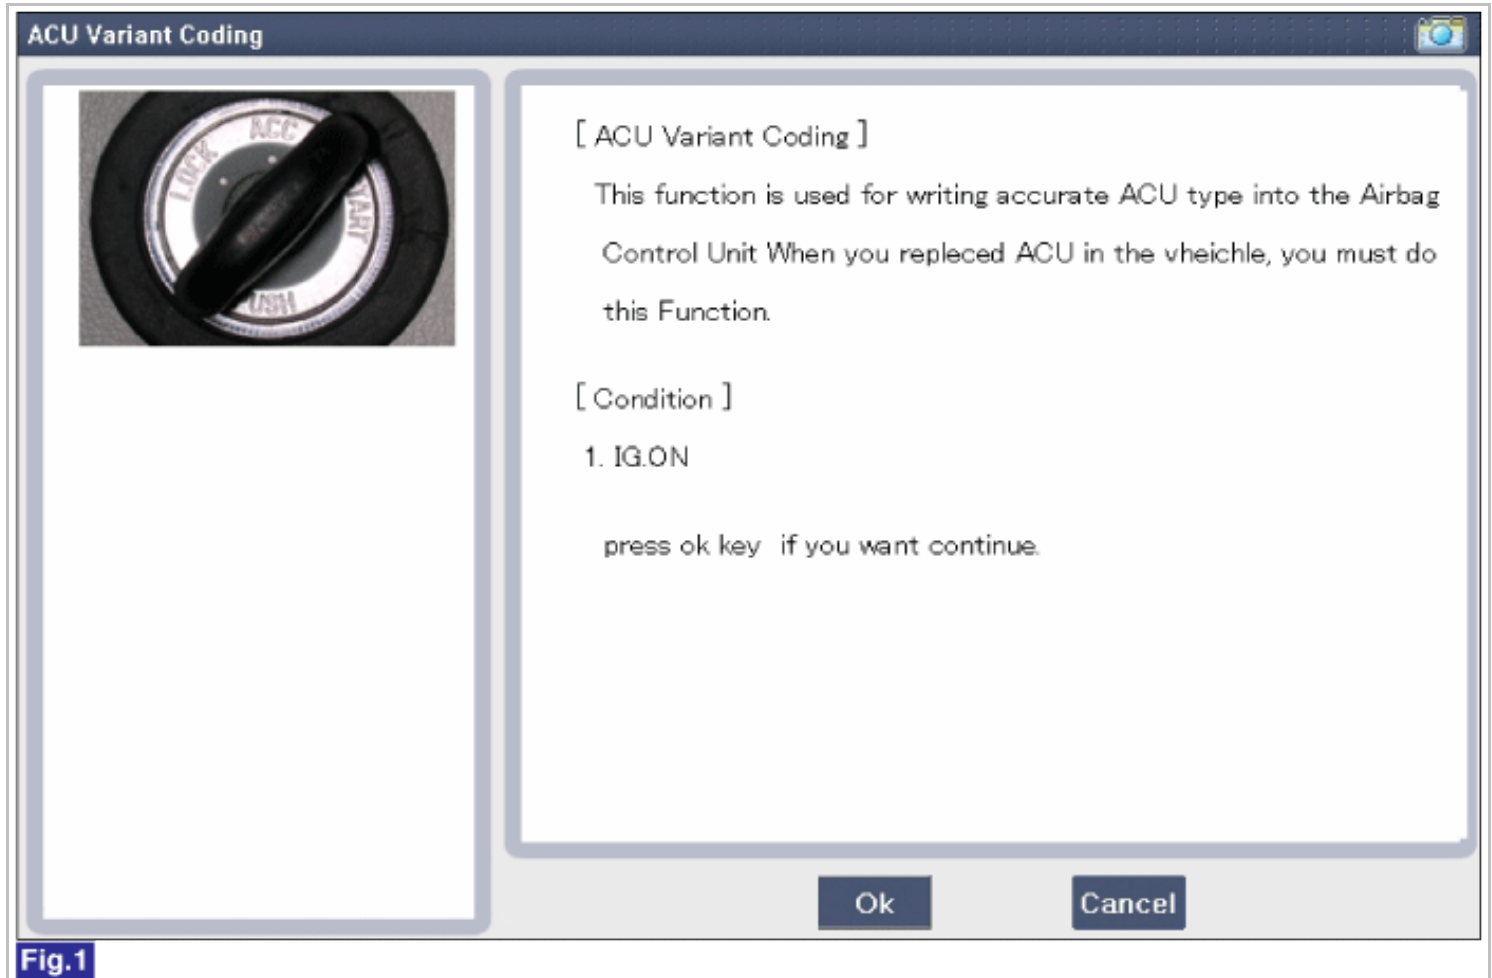 ACU Variant Coding
ACC
LOCK
USH
[ ACU Variant Coding ]
This function is used for writing accurate ACU type into the Airbag
Control Unit When you repleced ACU in the vheichle, you must do
this Function.
[ Condition ]
1. IG.ON
press ok key if you want continue.
Ok
Cancel
Fig.1